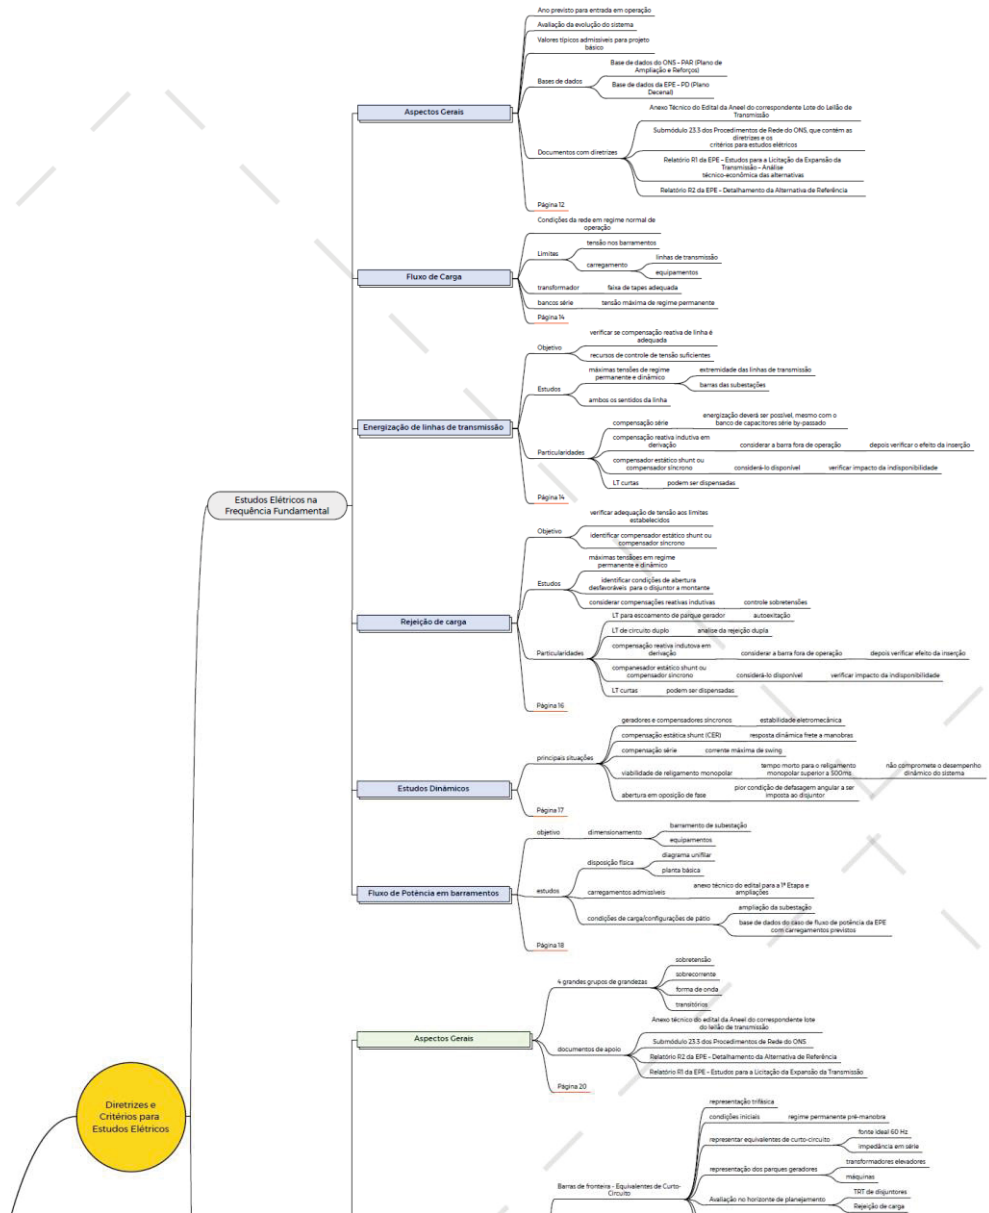 Ano previsto para entrada em operação
Avaliação da evolução do sistema
Valores típicos admissíveis para projeto
básico
Bases de dados
Base de dados do ONS – PAR (Plano de
Ampliação e Reforços)
Base de dados da EPE – PD (Plano
Decenal)
Aspectos Gerais
Documentos com diretrizes
Anexo Técnico do Edital da Aneel do correspondente Lote do Leilão de
Transmissão
Submódulo 23.3 dos Procedimentos de Rede do ONS, que contém as
diretrizes e os
critérios para estudos elétricos
Relatório R1 da EPE – Estudos para a Licitação da Expansão da
Transmissão – Análise
técnico-econômica das alternativas
Relatório R2 da EPE – Detalhamento da Alternativa de Referência
Página 12
Condições da rede em regime normal de
operação
Limites
tensão nos barramentos
carregamento
linhas de transmissão
equipamentos
Fluxo de Carga
transformador
faixa de tapes adequada
bancos série
tensão máxima de regime permanente
Página 14
Objetivo
verificar se compensação reativa de linha é
adequada
recursos de controle de tensão suficientes
Estudos
máximas tensões de regime
permanente e dinâmico
extremidade das linhas de transmissão
barras das subestações
ambos os sentidos da linha
Energização de linhas de transmissão
Particularidades
compensação série
energização deverá ser possível, mesmo com o
banco de capacitores série by-passado
compensação reativa indutiva em
derivação
considerar a barra fora de operação
depois verificar o efeito da inserção
compensador estático shunt ou
compensador síncrono
considerá-lo disponível
verificar impacto da indisponibilidade
LT curtas
podem ser dispensadas
Página 14
Estudos Elétricos na
Frequência Fundamental
Objetivo
verificar adequação de tensão aos limites
estabelecidos
identificar compensador estático shunt ou
compensador síncrono
Estudos
máximas tensões em regime
permanente e dinâmico
identificar condições de abertura
desfavoráveis para o disjuntor a montante
considerar compensações reativas indutivas
controle sobretensões
Rejeição de carga
Particularidades
LT para escoamento de parque gerador
autoexitação
LT de circuito duplo
analise da rejeição dupla
compensação reativa indutova em
derivação
considerar a barra fora de operação
depois verificar efeito da inserção
companesador estático shunt ou
compensador síncrono
considerá-lo disponível
verificar impacto da indisponibilidade
LT curtas
podem ser dispensadas
Página 16
principais situações
geradores e compensadores síncronos
estabilidade eletromecânica
compensação estática shunt (CER)
resposta dinâmica frete a manobras
compensação série
corrente máxima de swing
viabilidade de religamento monopolar
tempo morto para o religamento
monopolar superior a 500ms
não compromete o desempenho
dinâmico do sistema
abertura em oposição de fase
pior condição de defasagem angular a ser
imposta ao disjuntor
Estudos Dinâmicos
Página 17
objetivo
dimensionamento
barramento de subestação
equipamentos
estudos
disposição física
diagrama unifilar
planta básica
carregamentos admissíveis
anexo técnico do edital para a 1ª Etapa e
ampliações
Fluxo de Potência em barramentos
condições de carga/configurações de pátio
ampliação da subestação
base de dados do caso de fluxo de potência da EPE
com carregamentos previstos
Página 18
4 grandes grupos de grandezas
sobretensão
sobrecorrente
forma de onda
transitórios
Aspectos Gerais
documentos de apoio
Anexo técnico do edital da Aneel do correspondente lote
do leilão de transmissão
Submódulo 23.3 dos Procedimentos de Rede do ONS
Relatório R2 da EPE – Detalhamento da Alternativa de Referência
Relatório R1 da EPE – Estudos para a Licitação da Expansão da Transmissão
Página 20
Diretrizes e
Critérios para
Estudos Elétricos
Barras de fronteira - Equivalentes de Curto-
Circuito
representação trifásica
condições iniciais
regime permanente pré-manobra
representar equivalentes de curto-circuito
fonte ideal 60 Hz
impedância em série
representação dos parques geradores
transformadores elevadores
máquinas
Avaliação no horizonte de planejamento
TRT de disjuntores
Rejeição de carga